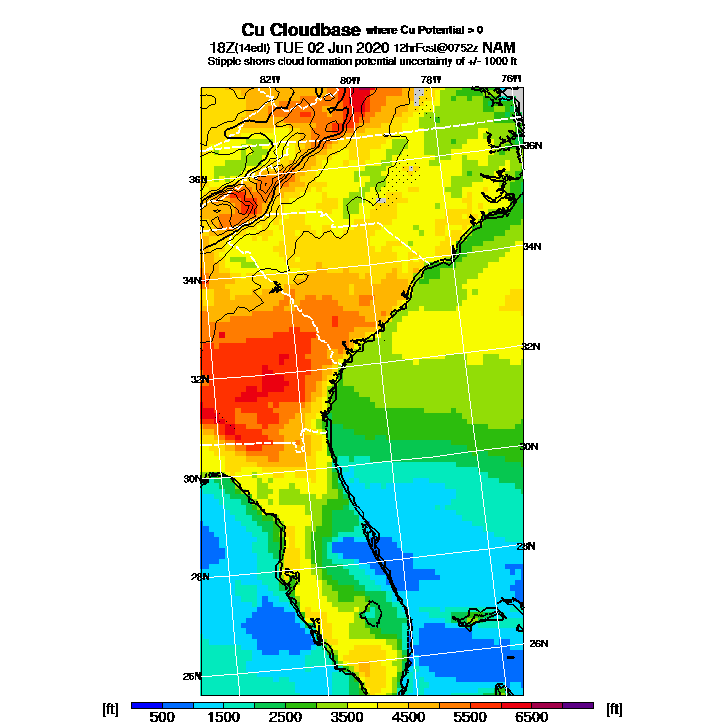 Cu Cloudbase where Cu Potential > 0
18Z(14edt) TUE 02 Jun 2020 12hrFcst@0752z NAM
Stipple shows cloud formation potential uncertainty of +/- 1000 ft
82W 80W 78W 76W
36N
36N
34N
34N
32N
32N
30N
30N
28N
28N
26N
26N
[ft] 500 1500 2500 3500 4500 5500 6500 [ft]